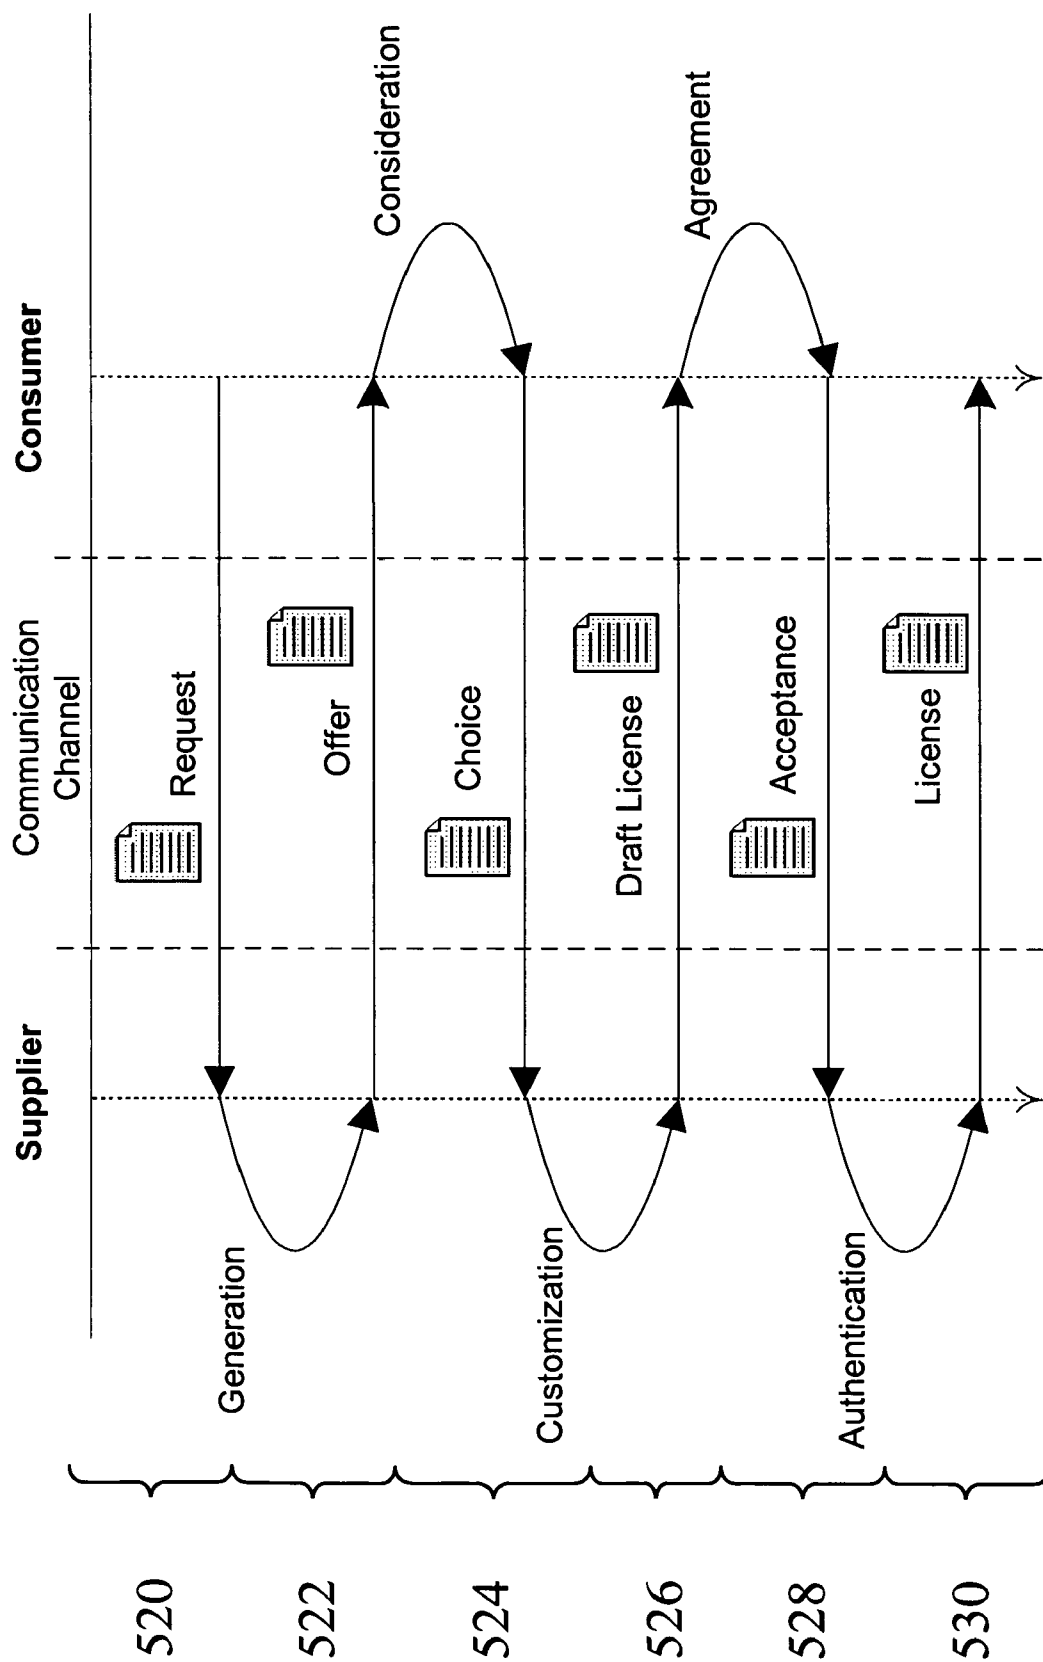 Supplier
Communication
Channel
Consumer
520
Request
Generation
522
Offer
Consideration
524
Choice
Customization
526
Draft License
Agreement
528
Acceptance
Authentication
530
License